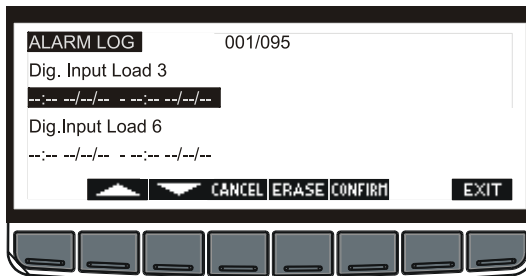 ALARM LOG 001/095
Dig. Input Load 3
--:-- --/--/-- - --:-- --/--/--
Dig.Input Load 6
--:-- --/--/-- - --:-- --/--/--
CANCEL ERASE CONFIRM EXIT